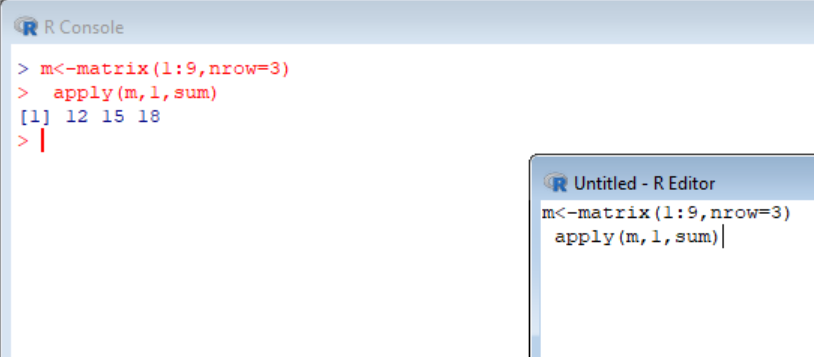 R Console
> m<-matrix(1:9,nrow=3)
>  apply(m,1,sum)
[1] 12 15 18
>
Untitled - R Editor
m<-matrix(1:9,nrow=3)
 apply(m,1,sum)